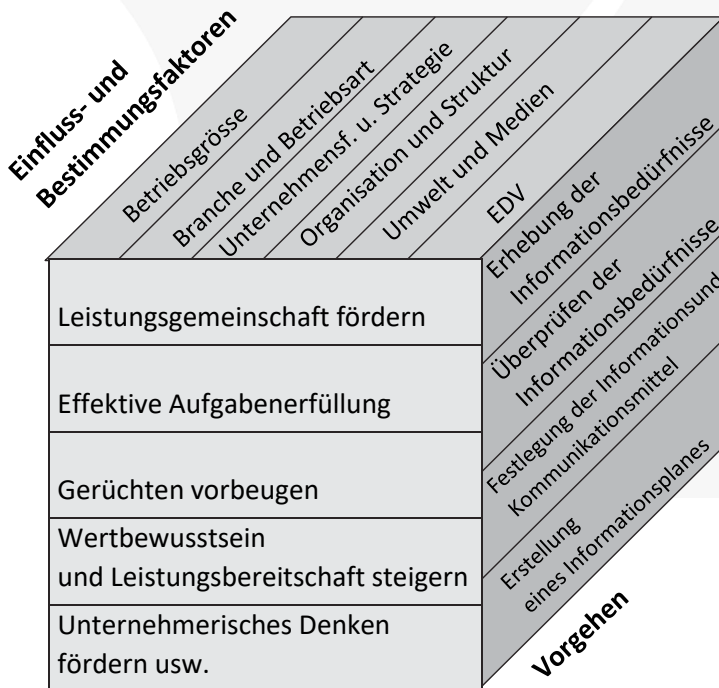 Einfluss- und
Bestimmungsfaktoren
Betriebsgrösse
Branche und Betriebsart
Unternehmensf. u. Strategie
Organisation und Struktur
Umwelt und Medien
EDV
Leistungsgemeinschaft fördern
Effektive Aufgabenerfüllung
Gerüchten vorbeugen
Wertbewusstsein
und Leistungsbereitschaft steigern
Unternehmerisches Denken
fördern usw.
Erhebung der
Informationsbedürfnisse
Überprüfen der
Informationsbedürfnisse
Festlegung der Informationsund
Kommunikationsmittel
Erstellung
eines Informationsplanes
Vorgehen